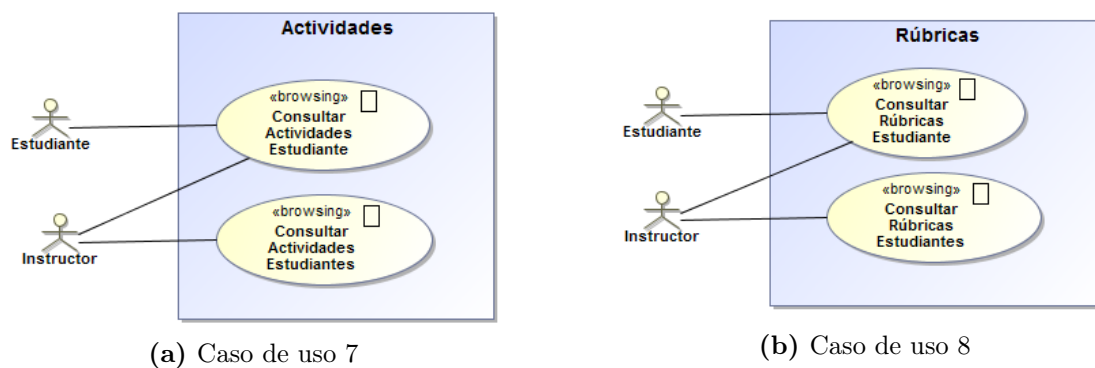 Actividades
«browsing»
Consultar
Actividades
Estudiante
Estudiante
«browsing»
Consultar
Actividades
Estudiantes
Instructor
(a) Caso de uso 7
Rúbricas
«browsing»
Consultar
Rúbricas
Estudiante
Estudiante
«browsing»
Consultar
Rúbricas
Estudiantes
Instructor
(b) Caso de uso 8